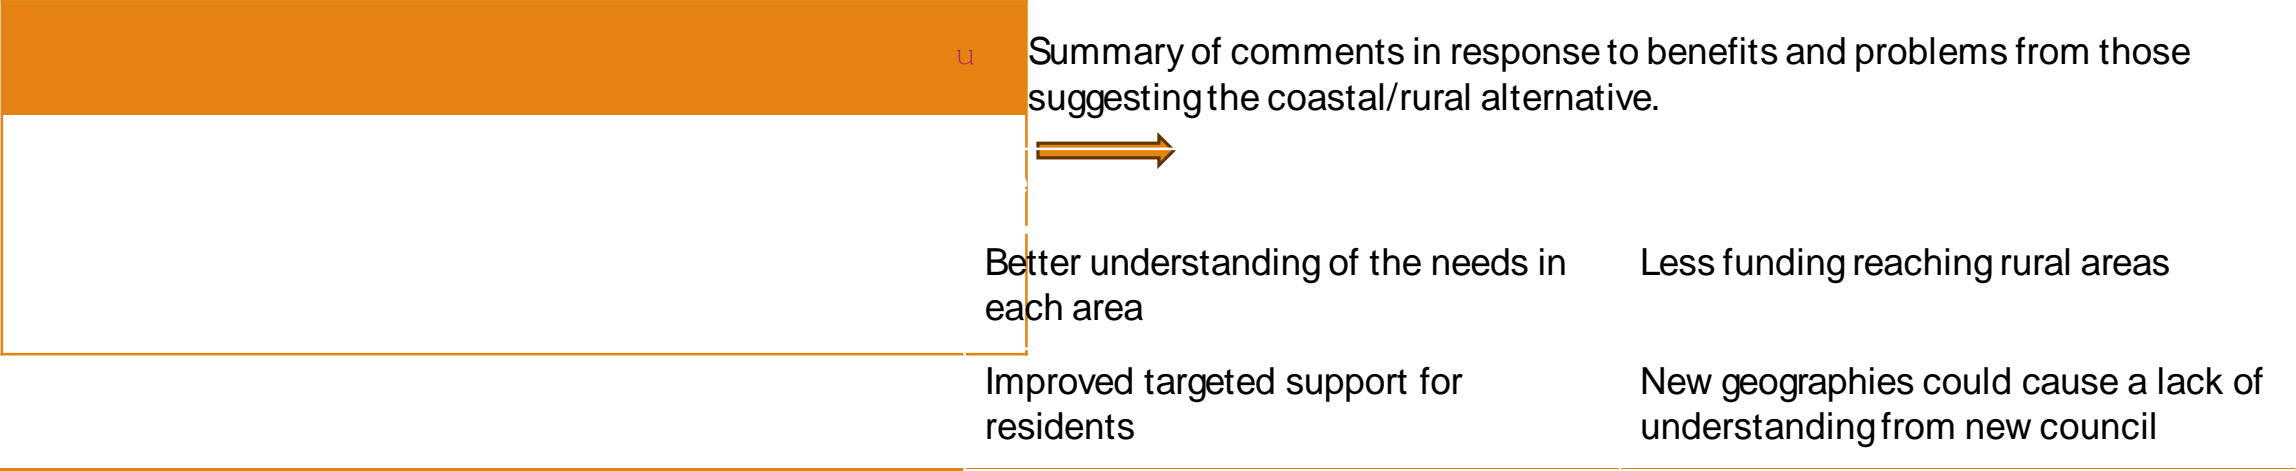 u
Summary of comments in response to benefits and problems from those
suggesting the coastal/rural alternative.
Better understanding of the needs in
each area
Less funding reaching rural areas
Improved targeted support for
residents
New geographies could cause a lack of
understanding from new council